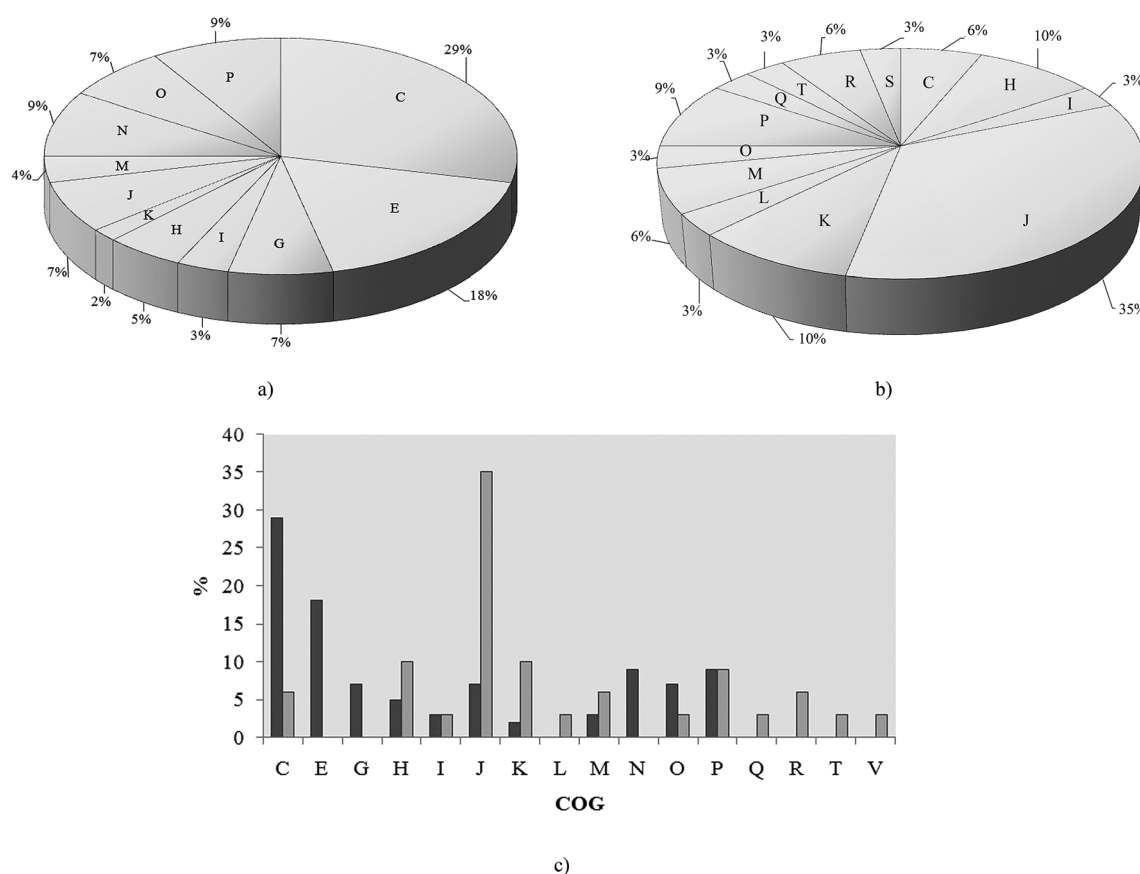 9%
29%
7%
P
C
O
9%
N
4%
M
J
K
H
I
G
E
7%
2%
5%
3%
7%
18%
a)
3%
6%
3%
6%
10%
3%
3%
9%
3%
6%
3%
10%
35%
S
C
H
I
R
T
Q
P
O
M
L
K
J
b)
40
35
30
25
20
15
10
5
0
%
C E G H I J K L M N O P Q R T V
COG
c)